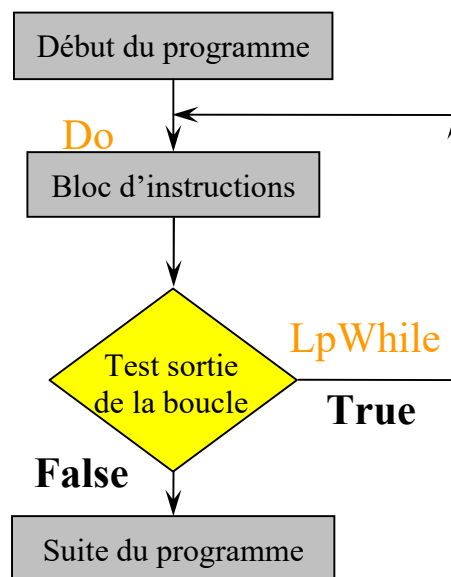 Début du programme
Do
Bloc d’instructions
LpWhile
Test sortie
de la boucle
True
False
Suite du programme